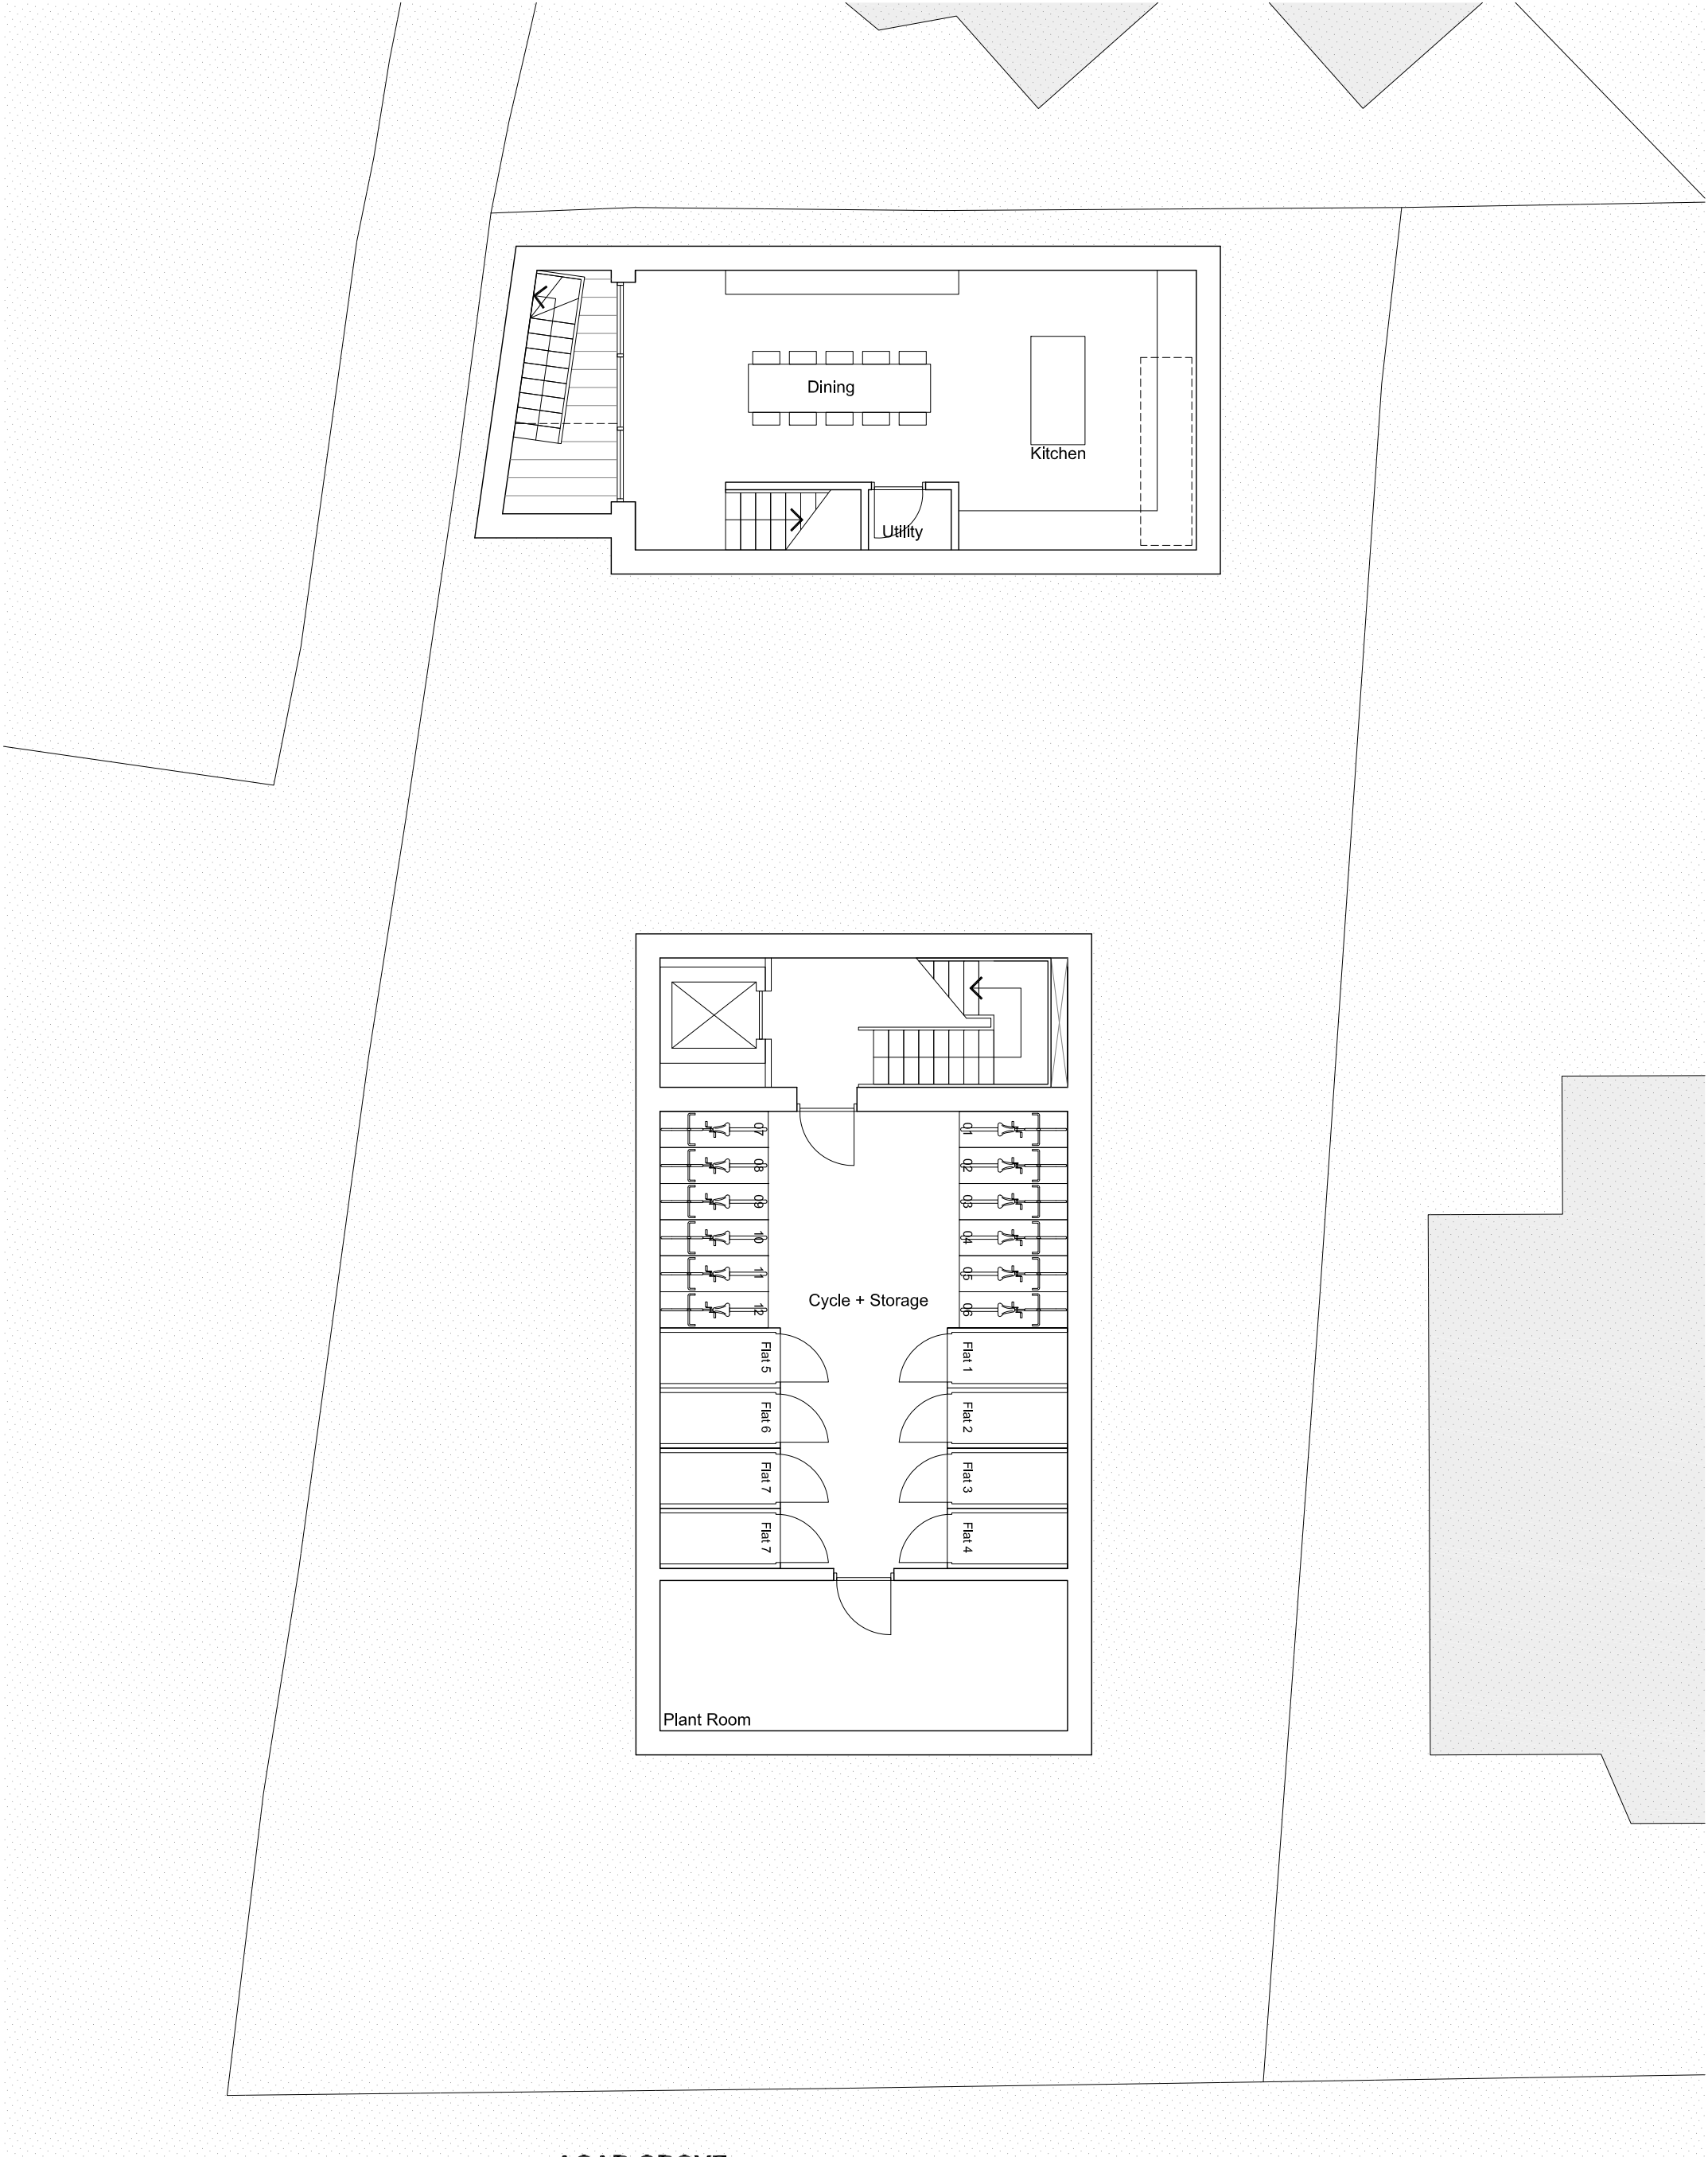 Dining
Kitchen
Utility
07
01
08
02
09
03
10
04
11
05
12
06
Cycle + Storage
Flat 5
Flat 1
Flat 6
Flat 2
Flat 7
Flat 3
Flat 7
Flat 4
Plant Room